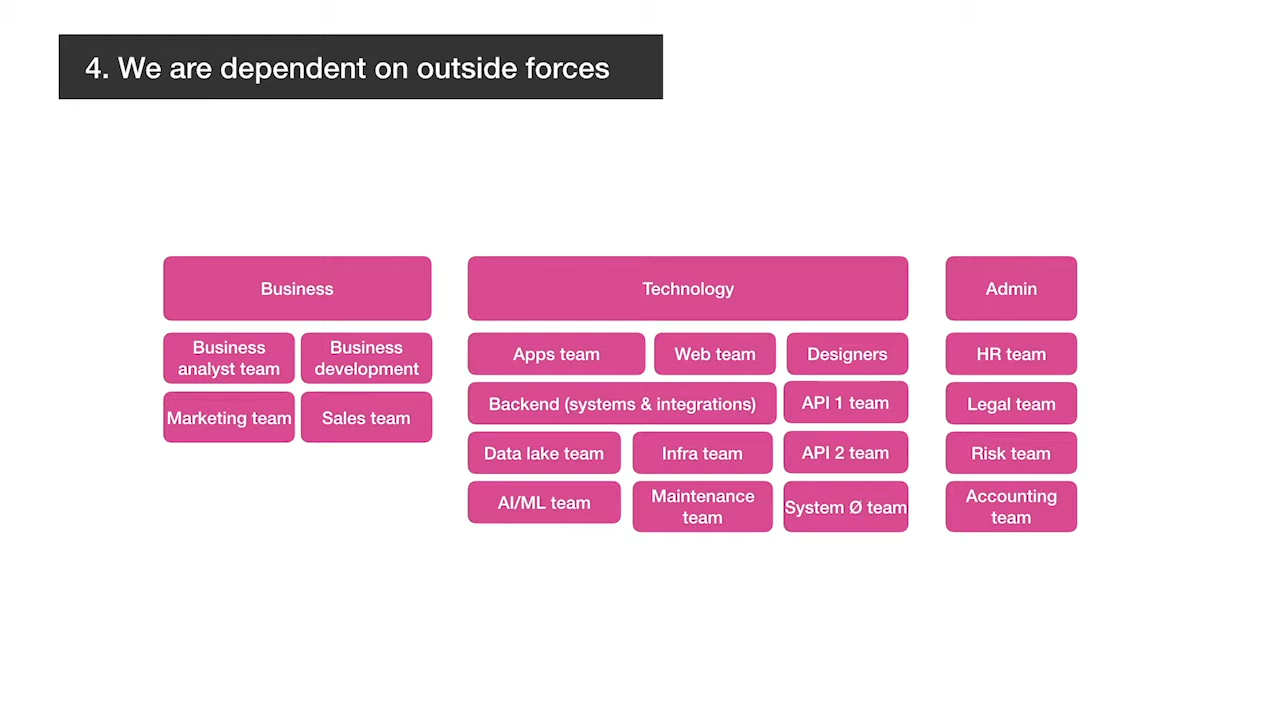 4. We are dependent on outside forces
Business
Technology
Admin
Business
analyst team
Business
development
Marketing team
Sales team
Apps team
Web team
Designers
Backend (systems & integrations)
API 1 team
Data lake team
Infra team
API 2 team
AI/ML team
Maintenance
team
System Ø team
HR team
Legal team
Risk team
Accounting
team